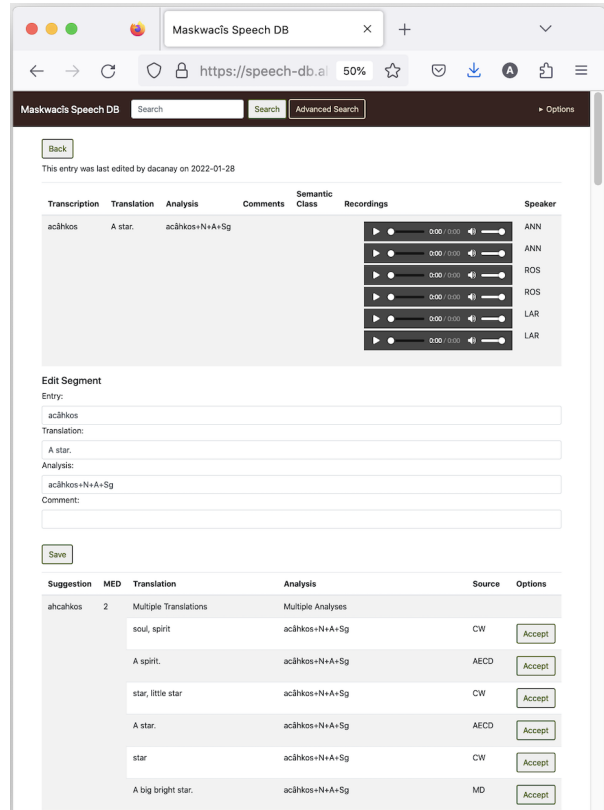 Maskwacîs Speech DB
https://speech-db.al 50% A
Maskwacîs Speech DB Search Search Advanced Search ▸ Options
Back
This entry was last edited by dacanay on 2022-01-28
Transcription Translation Analysis Comments Semantic Class Recordings Speaker
acâhkos A star. acâhkos+N+A+Sg 0:00 / 0:00 ANN
0:00 / 0:00 ANN
0:00 / 0:00 ROS
0:00 / 0:00 ROS
0:00 / 0:00 LAR
0:00 / 0:00 LAR
Edit Segment
Entry:
acâhkos
Translation:
A star.
Analysis:
acâhkos+N+A+Sg
Comment:
Save
Suggestion MED Translation Analysis Source Options
ahcahkos 2 Multiple Translations Multiple Analyses
soul, spirit acâhkos+N+A+Sg CW Accept
A spirit. acâhkos+N+A+Sg AECD Accept
star, little star acâhkos+N+A+Sg CW Accept
A star. acâhkos+N+A+Sg AECD Accept
star acâhkos+N+A+Sg CW Accept
A big bright star. acâhkos+N+A+Sg MD Accept